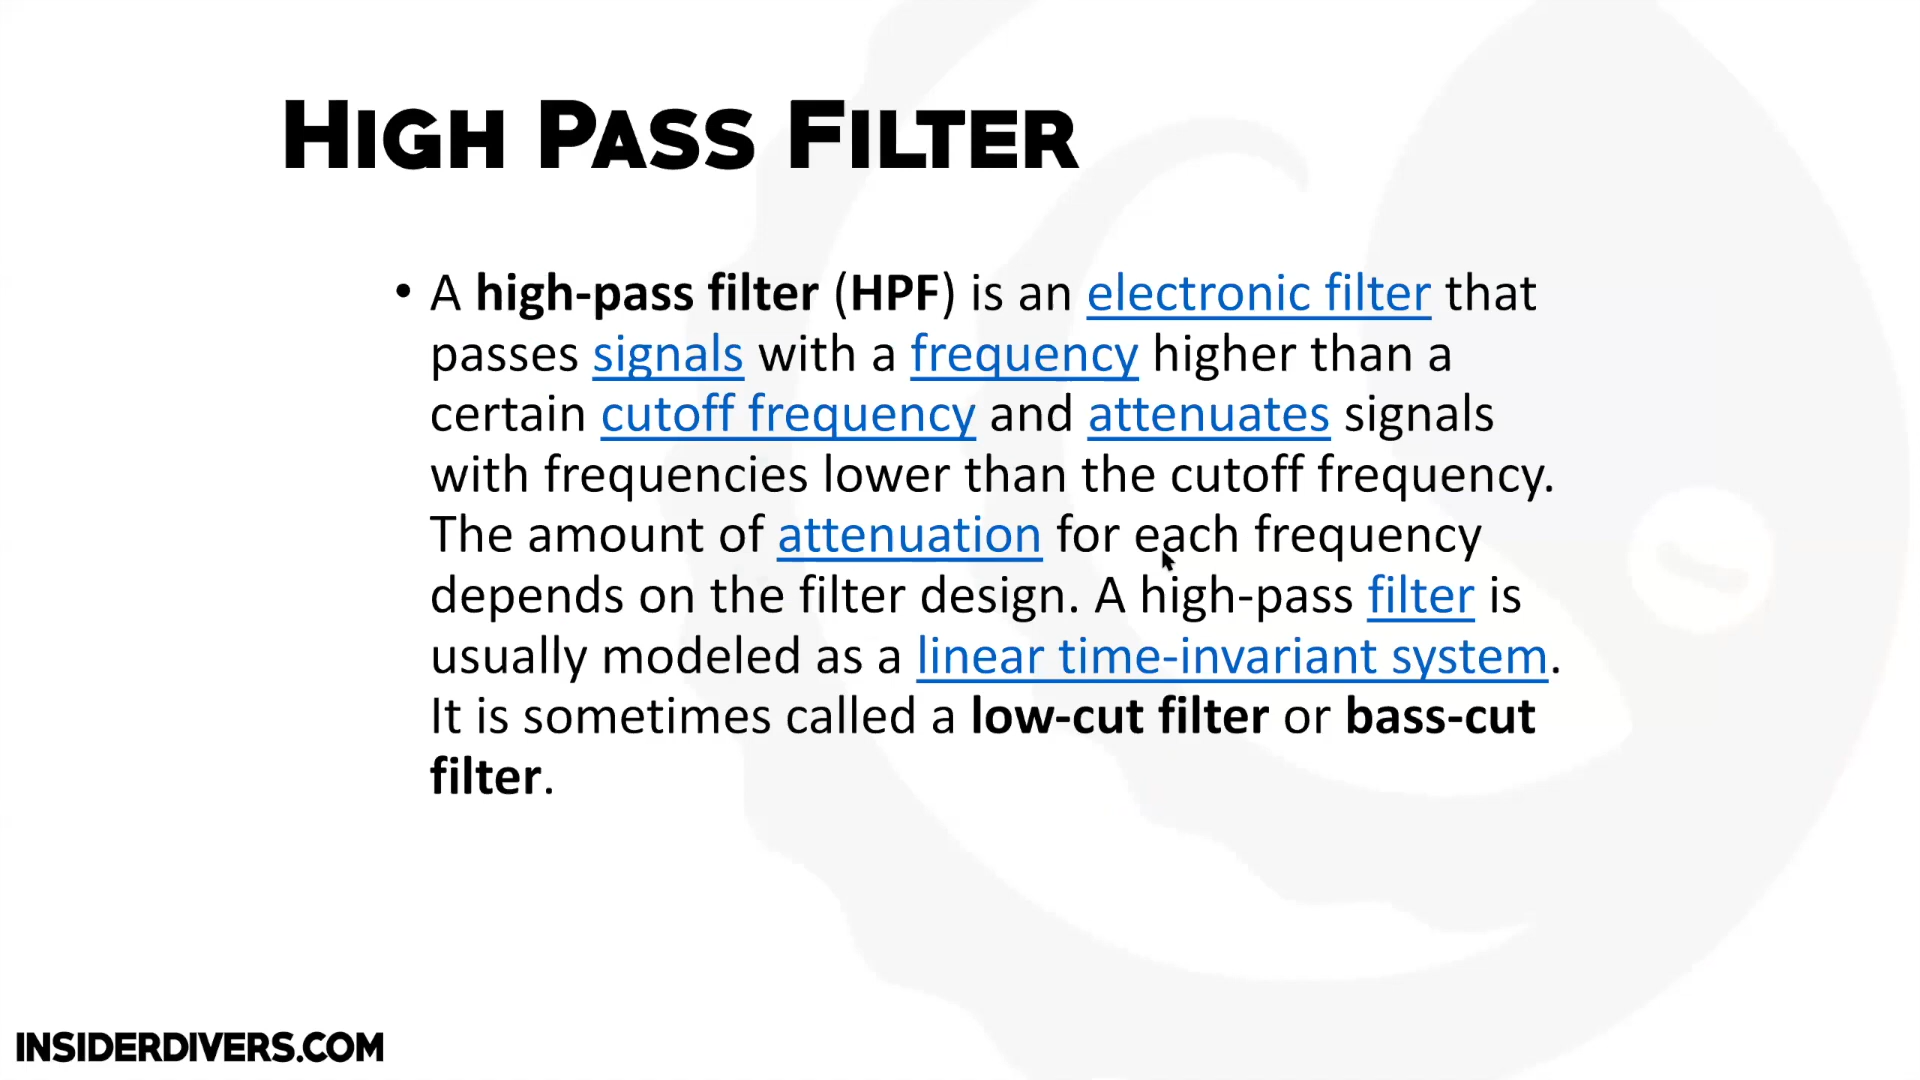 High Pass Filter
• A high-pass filter (HPF) is an electronic filter that
passes signals with a frequency higher than a
certain cutoff frequency and attenuates signals
with frequencies lower than the cutoff frequency.
The amount of attenuation for each frequency
depends on the filter design. A high-pass filter is
usually modeled as a linear time-invariant system.
It is sometimes called a low-cut filter or bass-cut
filter.
INSIDERDIVERS.COM